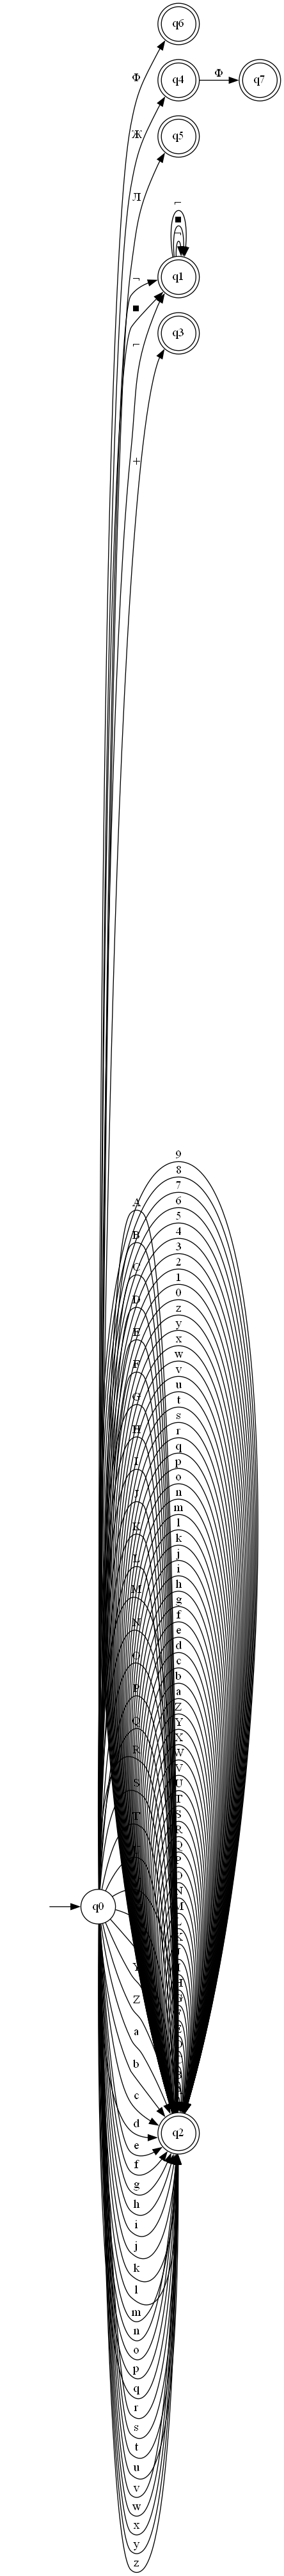 q6
Ф
q4
Ф
q7
Ж
q5
Л
⌐
■
¬
q1
¬
■
⌐
q3
+
9
8
7
6
5
4
3
2
1
0
z
y
x
w
v
u
t
s
r
q
p
o
n
m
l
k
j
i
h
g
f
e
d
c
b
a
Z
Y
X
W
V
U
T
S
R
Q
P
O
N
M
L
K
A
B
C
D
E
F
G
H
I
J
K
L
M
N
O
P
Q
R
S
T
q0
Y
Z
a
b
c
d
e
q2
f
g
h
i
j
k
l
m
n
o
p
q
r
s
t
u
v
w
x
y
z